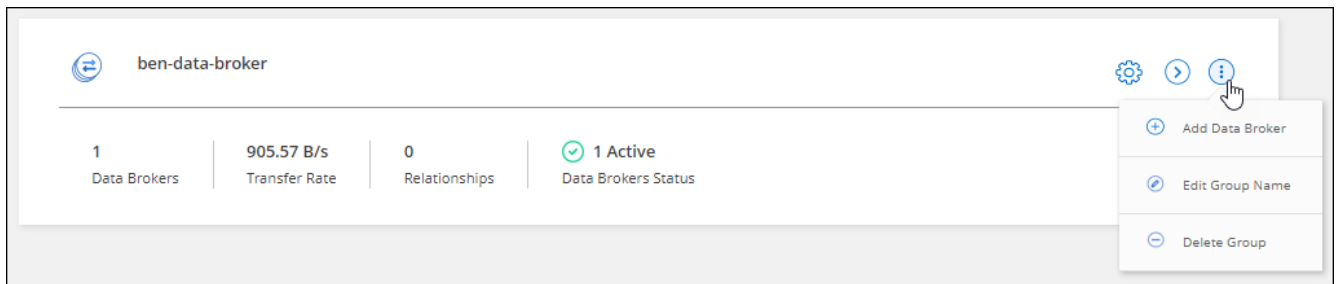 ben-data-broker
1
Data Brokers
905.57 B/s
Transfer Rate
0
Relationships
1 Active
Data Brokers Status
Add Data Broker
Edit Group Name
Delete Group